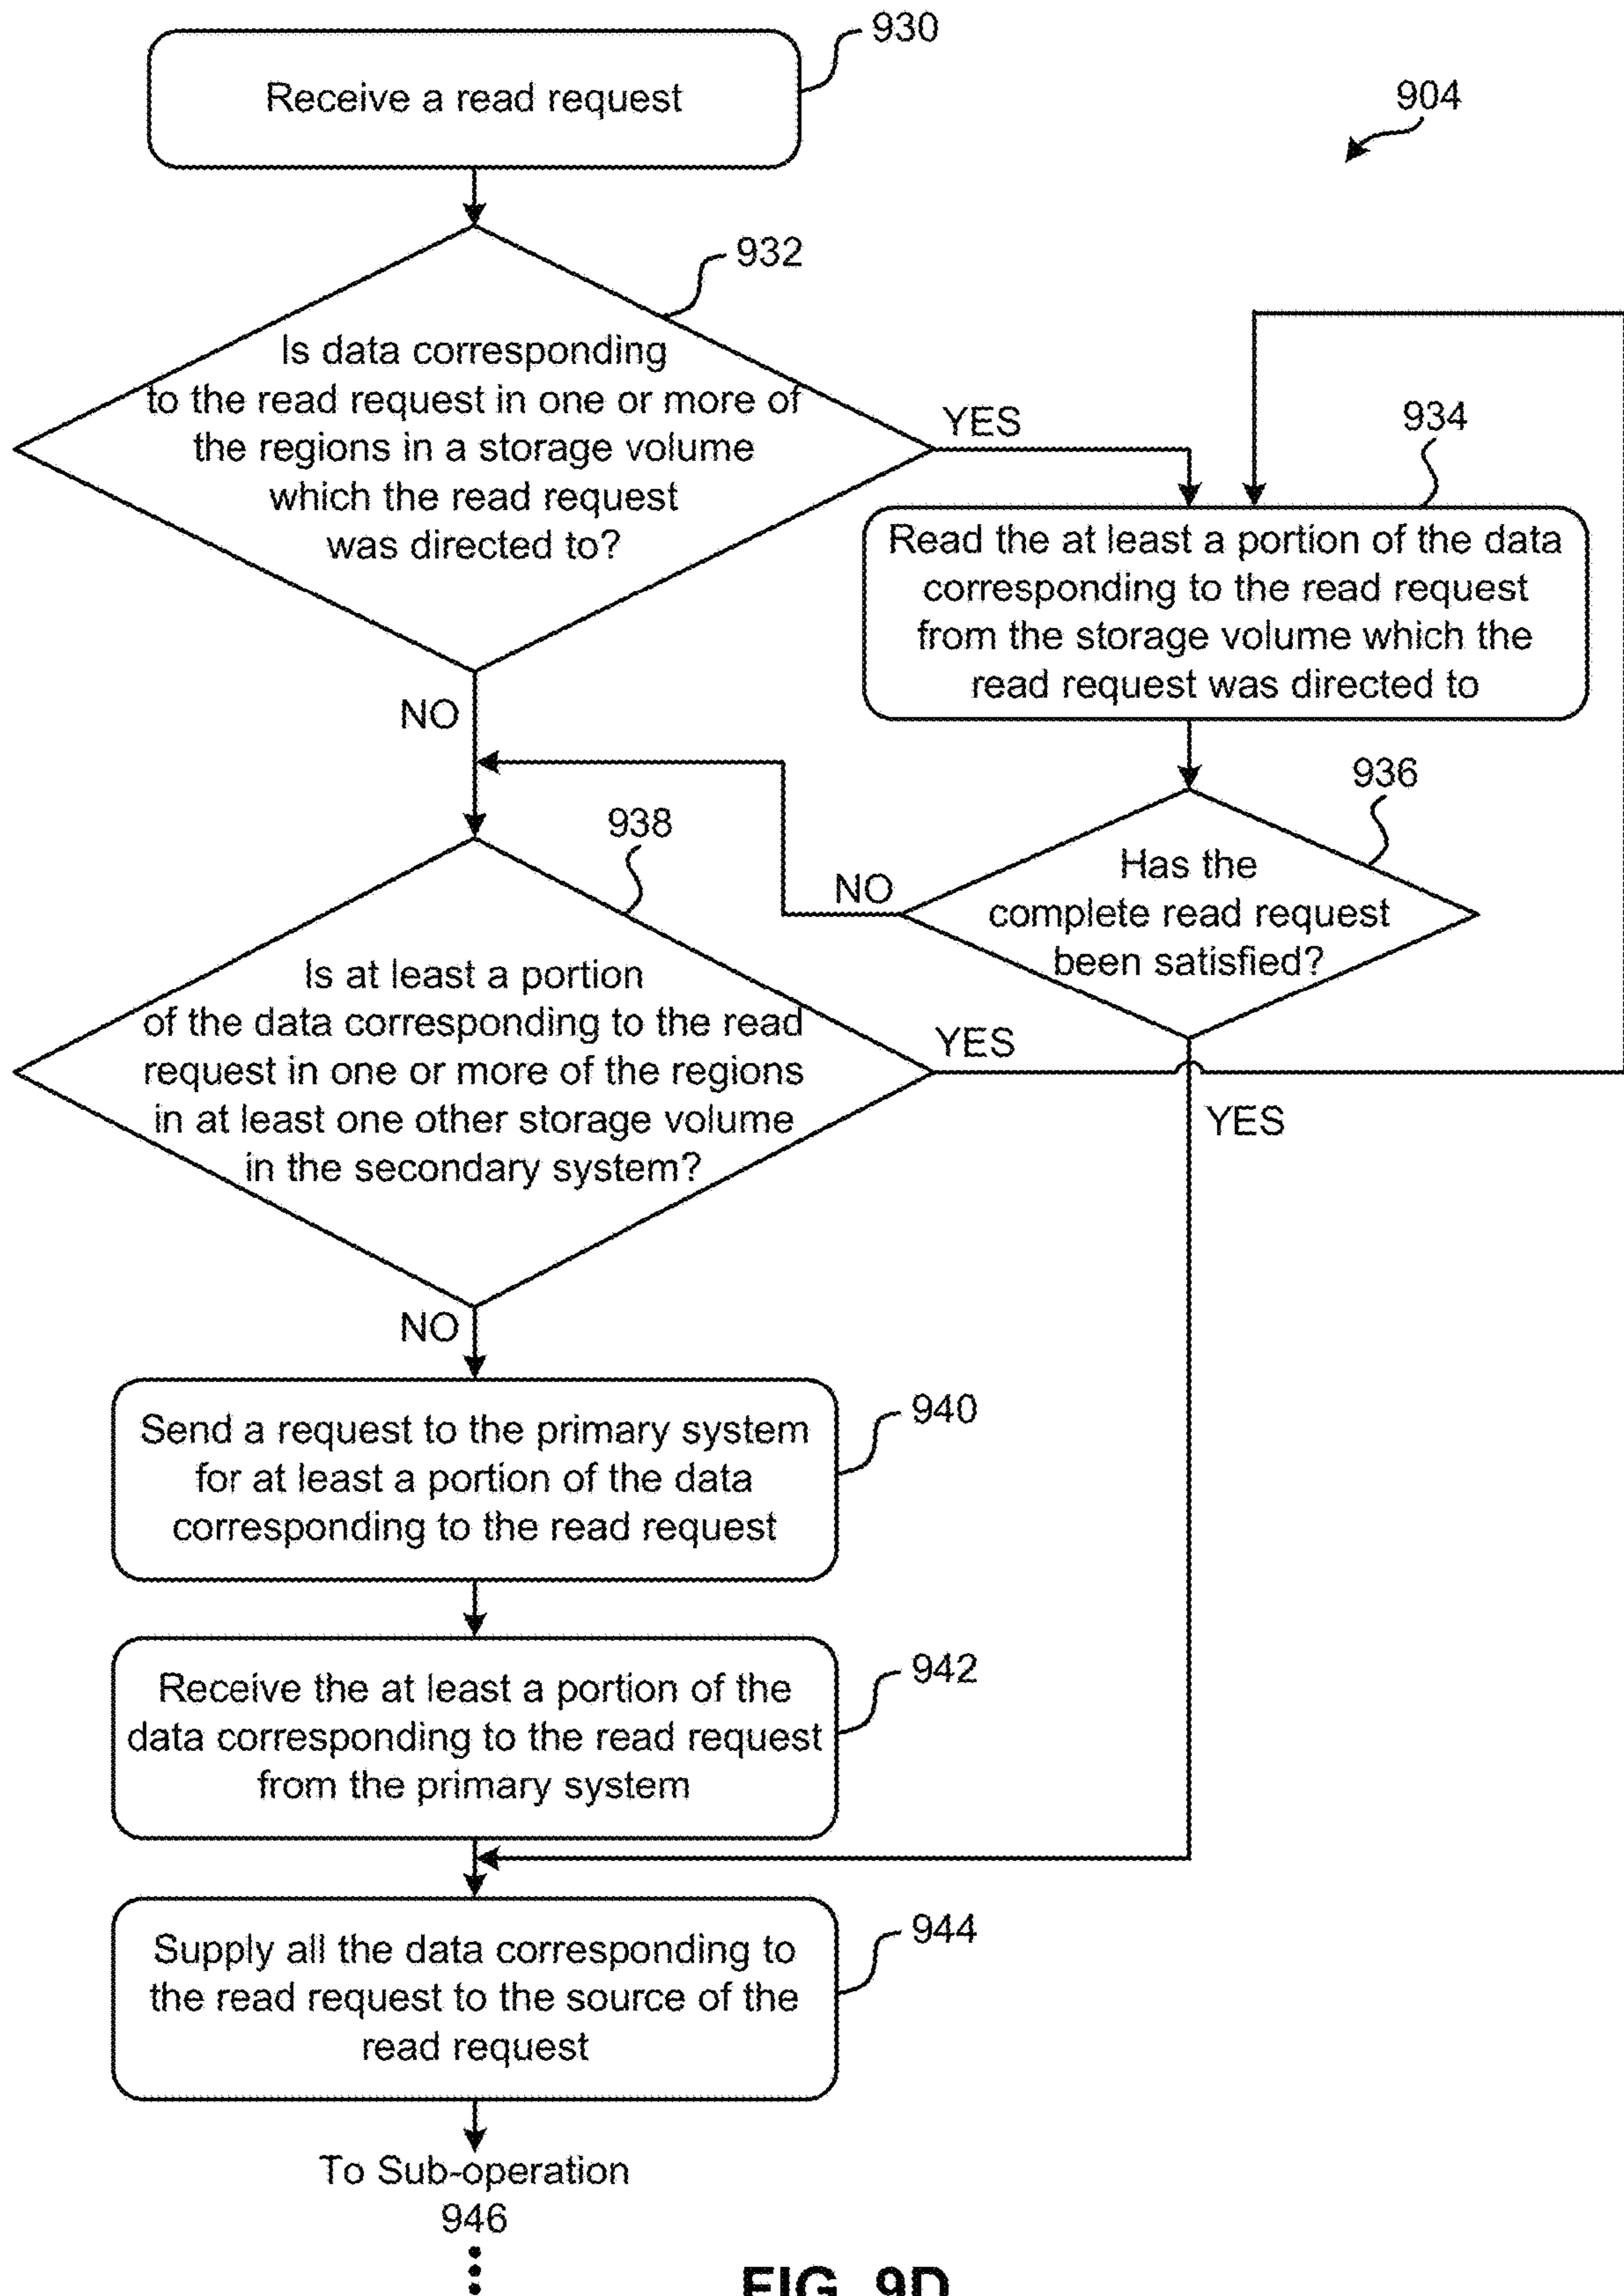 930
Receive a read request
904
932
Is data corresponding
to the read request in one or more of
the regions in a storage volume
which the read request
was directed to?
YES
934
Read the at least a portion of the data
corresponding to the read request
from the storage volume which the
read request was directed to
NO
936
Has the
complete read request
been satisfied?
NO
YES
938
Is at least a portion
of the data corresponding to the read
request in one or more of the regions
in at least one other storage volume
in the secondary system?
YES
NO
940
Send a request to the primary system
for at least a portion of the data
corresponding to the read request
942
Receive the at least a portion of the
data corresponding to the read request
from the primary system
944
Supply all the data corresponding to
the read request to the source of the
read request
To Sub-operation
946
FIG. 9D